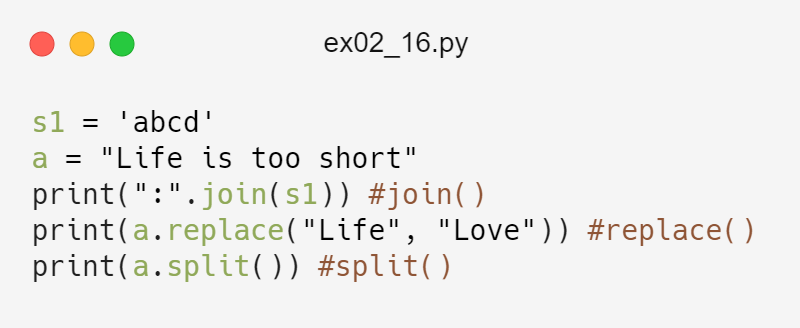 ex02_16.py
s1 = 'abcd'
a = "Life is too short"
print(":".join(s1)) #join()
print(a.replace("Life", "Love")) #replace()
print(a.split()) #split()